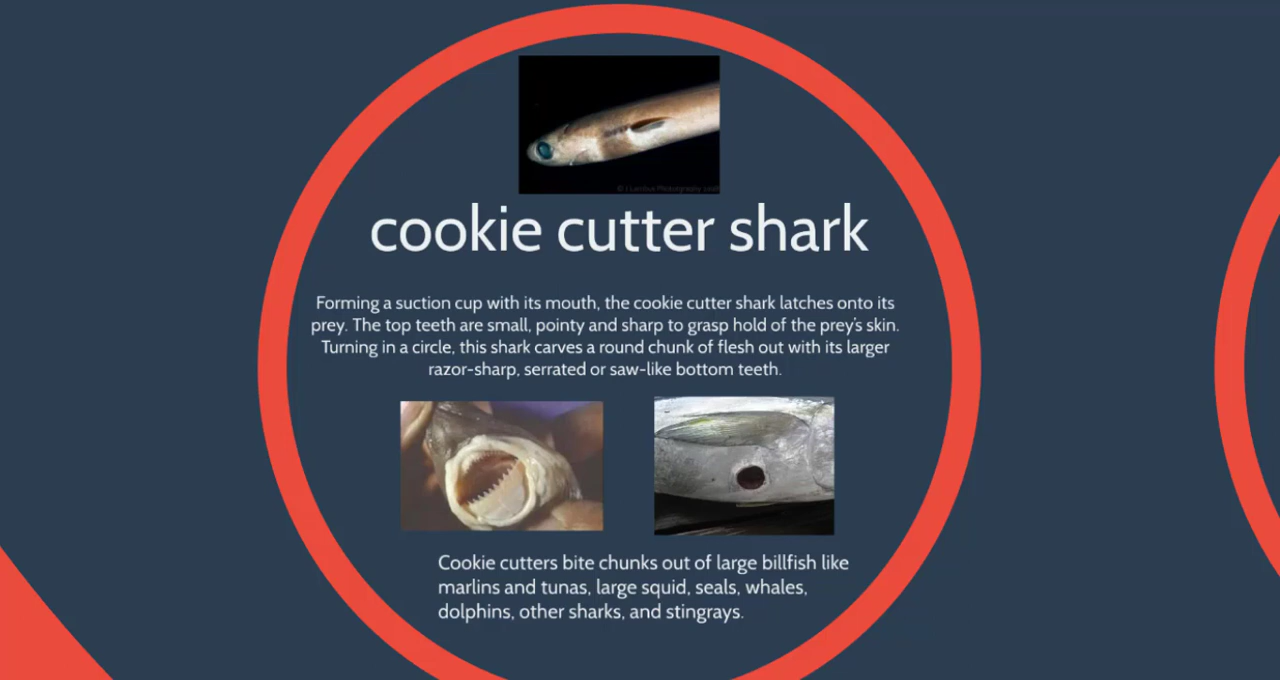 cookie cutter shark
Forming a suction cup with its mouth, the cookie cutter shark latches onto its
prey. The top teeth are small, pointy and sharp to grasp hold of the prey's skin.
Turning in a circle, this shark carves a round chunk of flesh out with its larger
razor-sharp, serrated or saw-like bottom teeth.
Cookie cutters bite chunks out of large billfish like
marlins and tunas, large squid, seals, whales,
dolphins, other sharks, and stingrays.